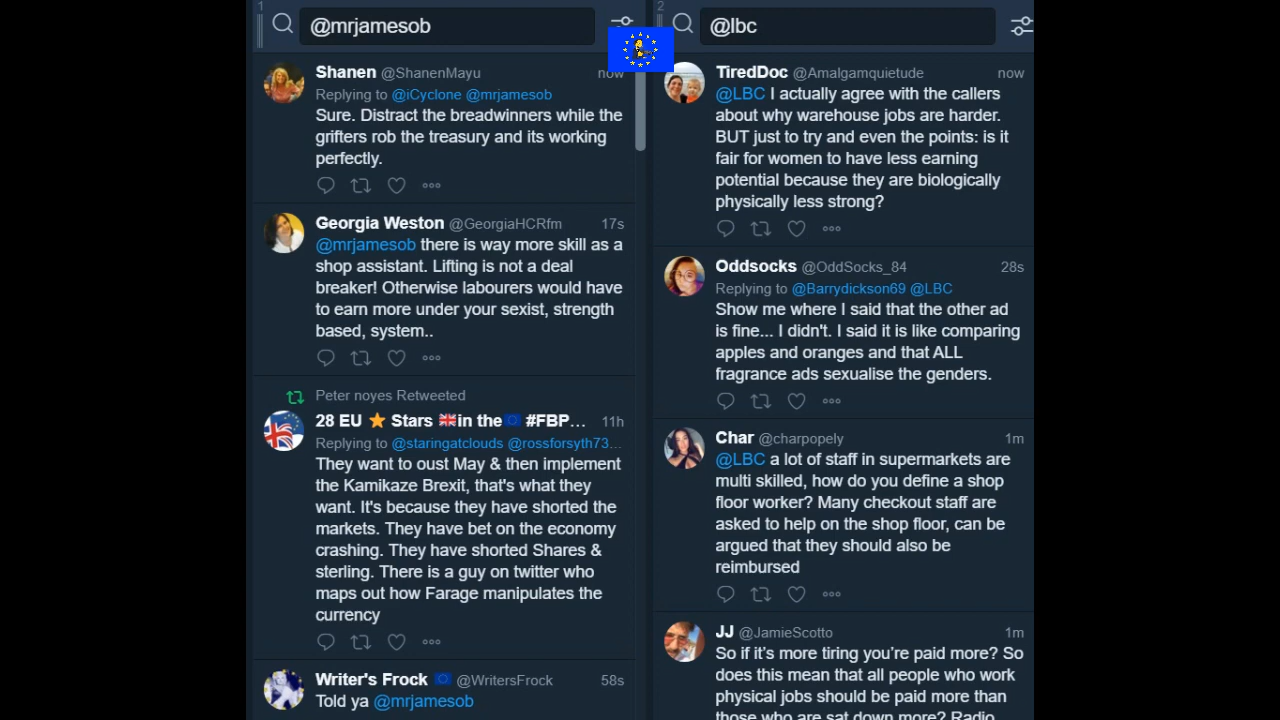 1
@mrjamesob
Shanen @ShanenMayu now
Replying to @iCyclone @mrjamesob
Sure. Distract the breadwinners while the
grifters rob the treasury and its working
perfectly.
Georgia Weston @GeorgiaHCRfm 17s
@mrjamesob there is way more skill as a
shop assistant. Lifting is not a deal
breaker! Otherwise labourers would have
to earn more under your sexist, strength
based, system..
Peter noyes Retweeted
28 EU ⭐ Stars 🇬🇧in the🇪🇺 #FBP... 11h
Replying to @staringatclouds @rossforsyth73...
They want to oust May & then implement
the Kamikaze Brexit, that's what they
want. It's because they have shorted the
markets. They have bet on the economy
crashing. They have shorted Shares &
sterling. There is a guy on twitter who
maps out how Farage manipulates the
currency
Writer's Frock 🇪🇺 @WritersFrock 58s
Told ya @mrjamesob
2
@lbc
TiredDoc @Amalgamquietude now
@LBC I actually agree with the callers
about why warehouse jobs are harder.
BUT just to try and even the points: is it
fair for women to have less earning
potential because they are biologically
physically less strong?
Oddsocks @OddSocks_84 28s
Replying to @Barrydickson69 @LBC
Show me where I said that the other ad
is fine... I didn't. I said it is like comparing
apples and oranges and that ALL
fragrance ads sexualise the genders.
Char @charpopely 1m
@LBC a lot of staff in supermarkets are
multi skilled, how do you define a shop
floor worker? Many checkout staff are
asked to help on the shop floor, can be
argued that they should also be
reimbursed
JJ @JamieScotto 1m
So if it's more tiring you're paid more? So
does this mean that all people who work
physical jobs should be paid more than
those who are sat down more? Radio